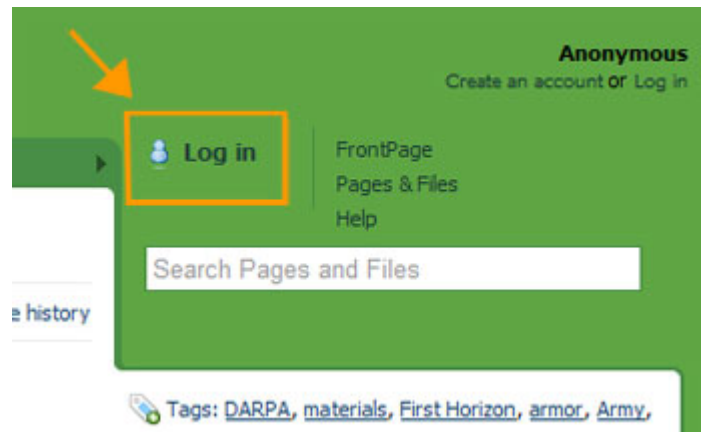 Anonymous
Create an account or Log in
Log in
FrontPage
Pages & Files
Help
Search Pages and Files
e history
Tags: DARPA, materials, First Horizon, armor, Army,